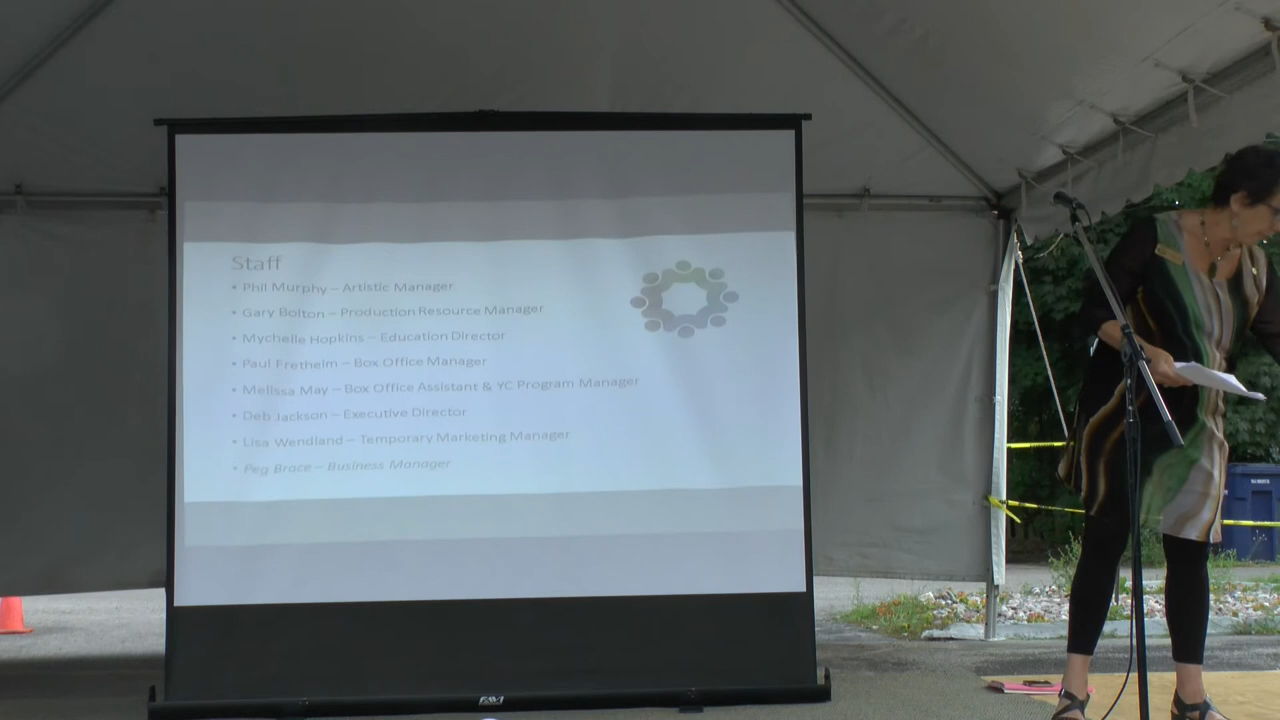 Staff
• Phil Murphy – Artistic Manager
• Gary Bolton – Production Resource Manager
• Mychelle Hopkins – Education Director
• Paul Fretheim – Box Office Manager
• Melissa May – Box Office Assistant & YC Program Manager
• Deb Jackson – Executive Director
• Lisa Wendland – Temporary Marketing Manager
• Peg Brace – Business Manager